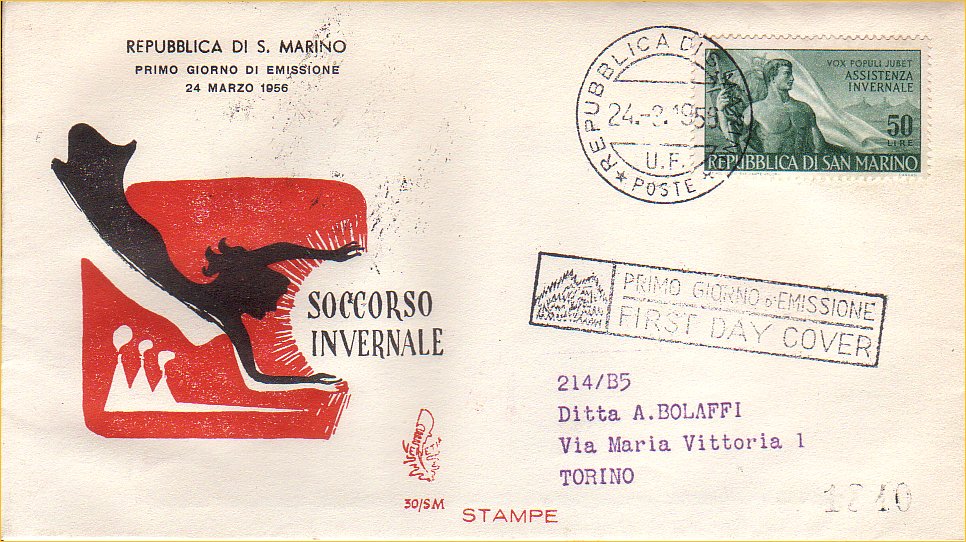 REPUBBLICA DI S. MARINO
PRIMO GIORNO DI EMISSIONE
24 MARZO 1956
REPUBBLICA DI S. MARINO
24.-3.1956
U.F.
★ POSTE ★
VOX POPULI JUBET
ASSISTENZA
INVERNALE
50
LIRE
REPUBBLICA DI SAN MARINO
SOCCORSO
INVERNALE
PRIMO GIORNO D'EMISSIONE
FIRST DAY COVER
214/B5
Ditta A.BOLAFFI
Via Maria Vittoria 1
TORINO
30/SM
STAMPE